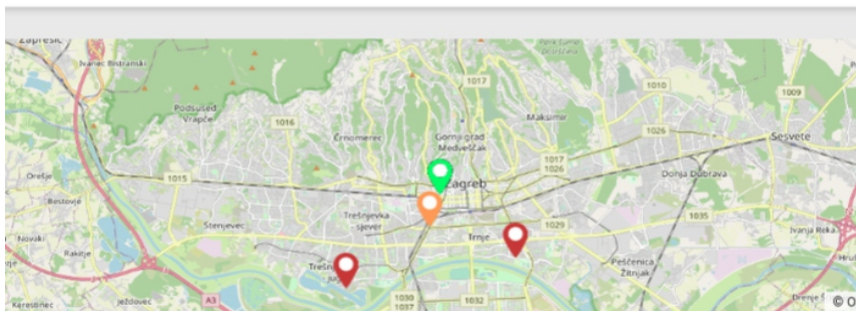 Zaprešić
Ivanec Bistranski
1017
1010
1009
Podsused
Vrapče
1016
Črnomerec
Gornji grad
Medveščak
Maksimir
1026
Sesvete
1017
1026
Orešje
1015
Zagreb
Donja Dubrava
Bestovje
Trešnjevka
sjever
1035
Stenjevec
1029
Ivanja Reka
Novaki
Trnje
Rakitje
Peščenica
Žitnjak
A3
1030
1037
1032
Kerestinec
Ježdovec
©